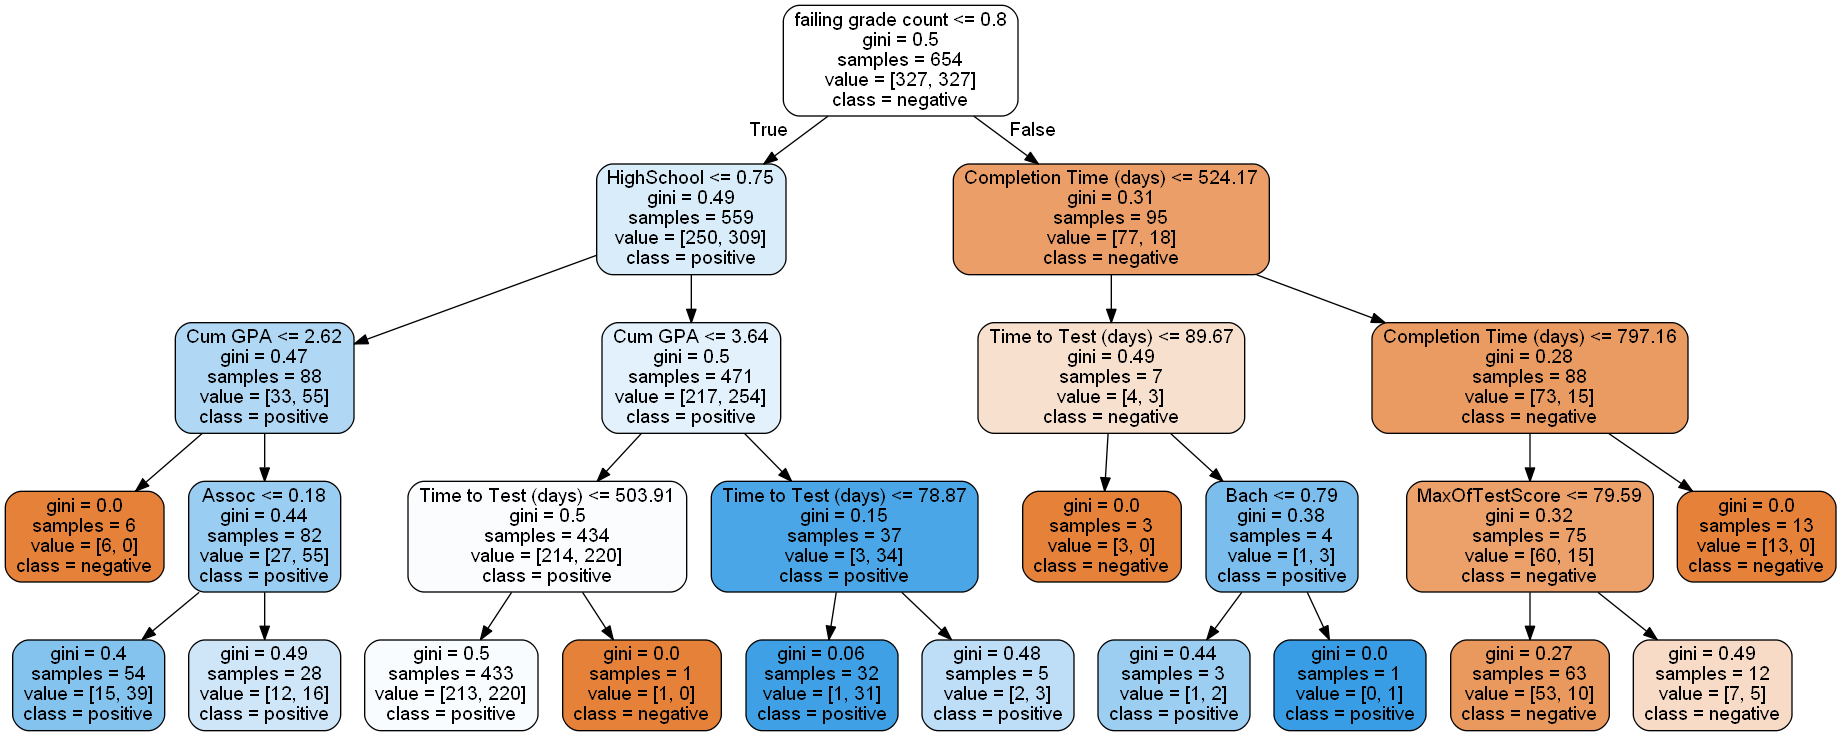 failing grade count <= 0.8
gini = 0.5
samples = 654
value = [327, 327]
class = negative
True
False
HighSchool <= 0.75
gini = 0.49
samples = 559
value = [250, 309]
class = positive
Completion Time (days) <= 524.17
gini = 0.31
samples = 95
value = [77, 18]
class = negative
Cum GPA <= 2.62
gini = 0.47
samples = 88
value = [33, 55]
class = positive
Cum GPA <= 3.64
gini = 0.5
samples = 471
value = [217, 254]
class = positive
Time to Test (days) <= 89.67
gini = 0.49
samples = 7
value = [4, 3]
class = negative
Completion Time (days) <= 797.16
gini = 0.28
samples = 88
value = [73, 15]
class = negative
gini = 0.0
samples = 6
value = [6, 0]
class = negative
Assoc <= 0.18
gini = 0.44
samples = 82
value = [27, 55]
class = positive
Time to Test (days) <= 503.91
gini = 0.5
samples = 434
value = [214, 220]
class = positive
Time to Test (days) <= 78.87
gini = 0.15
samples = 37
value = [3, 34]
class = positive
gini = 0.0
samples = 3
value = [3, 0]
class = negative
Bach <= 0.79
gini = 0.38
samples = 4
value = [1, 3]
class = positive
MaxOfTestScore <= 79.59
gini = 0.32
samples = 75
value = [60, 15]
class = negative
gini = 0.0
samples = 13
value = [13, 0]
class = negative
gini = 0.4
samples = 54
value = [15, 39]
class = positive
gini = 0.49
samples = 28
value = [12, 16]
class = positive
gini = 0.5
samples = 433
value = [213, 220]
class = positive
gini = 0.0
samples = 1
value = [1, 0]
class = negative
gini = 0.06
samples = 32
value = [1, 31]
class = positive
gini = 0.48
samples = 5
value = [2, 3]
class = positive
gini = 0.44
samples = 3
value = [1, 2]
class = positive
gini = 0.0
samples = 1
value = [0, 1]
class = positive
gini = 0.27
samples = 63
value = [53, 10]
class = negative
gini = 0.49
samples = 12
value = [7, 5]
class = negative